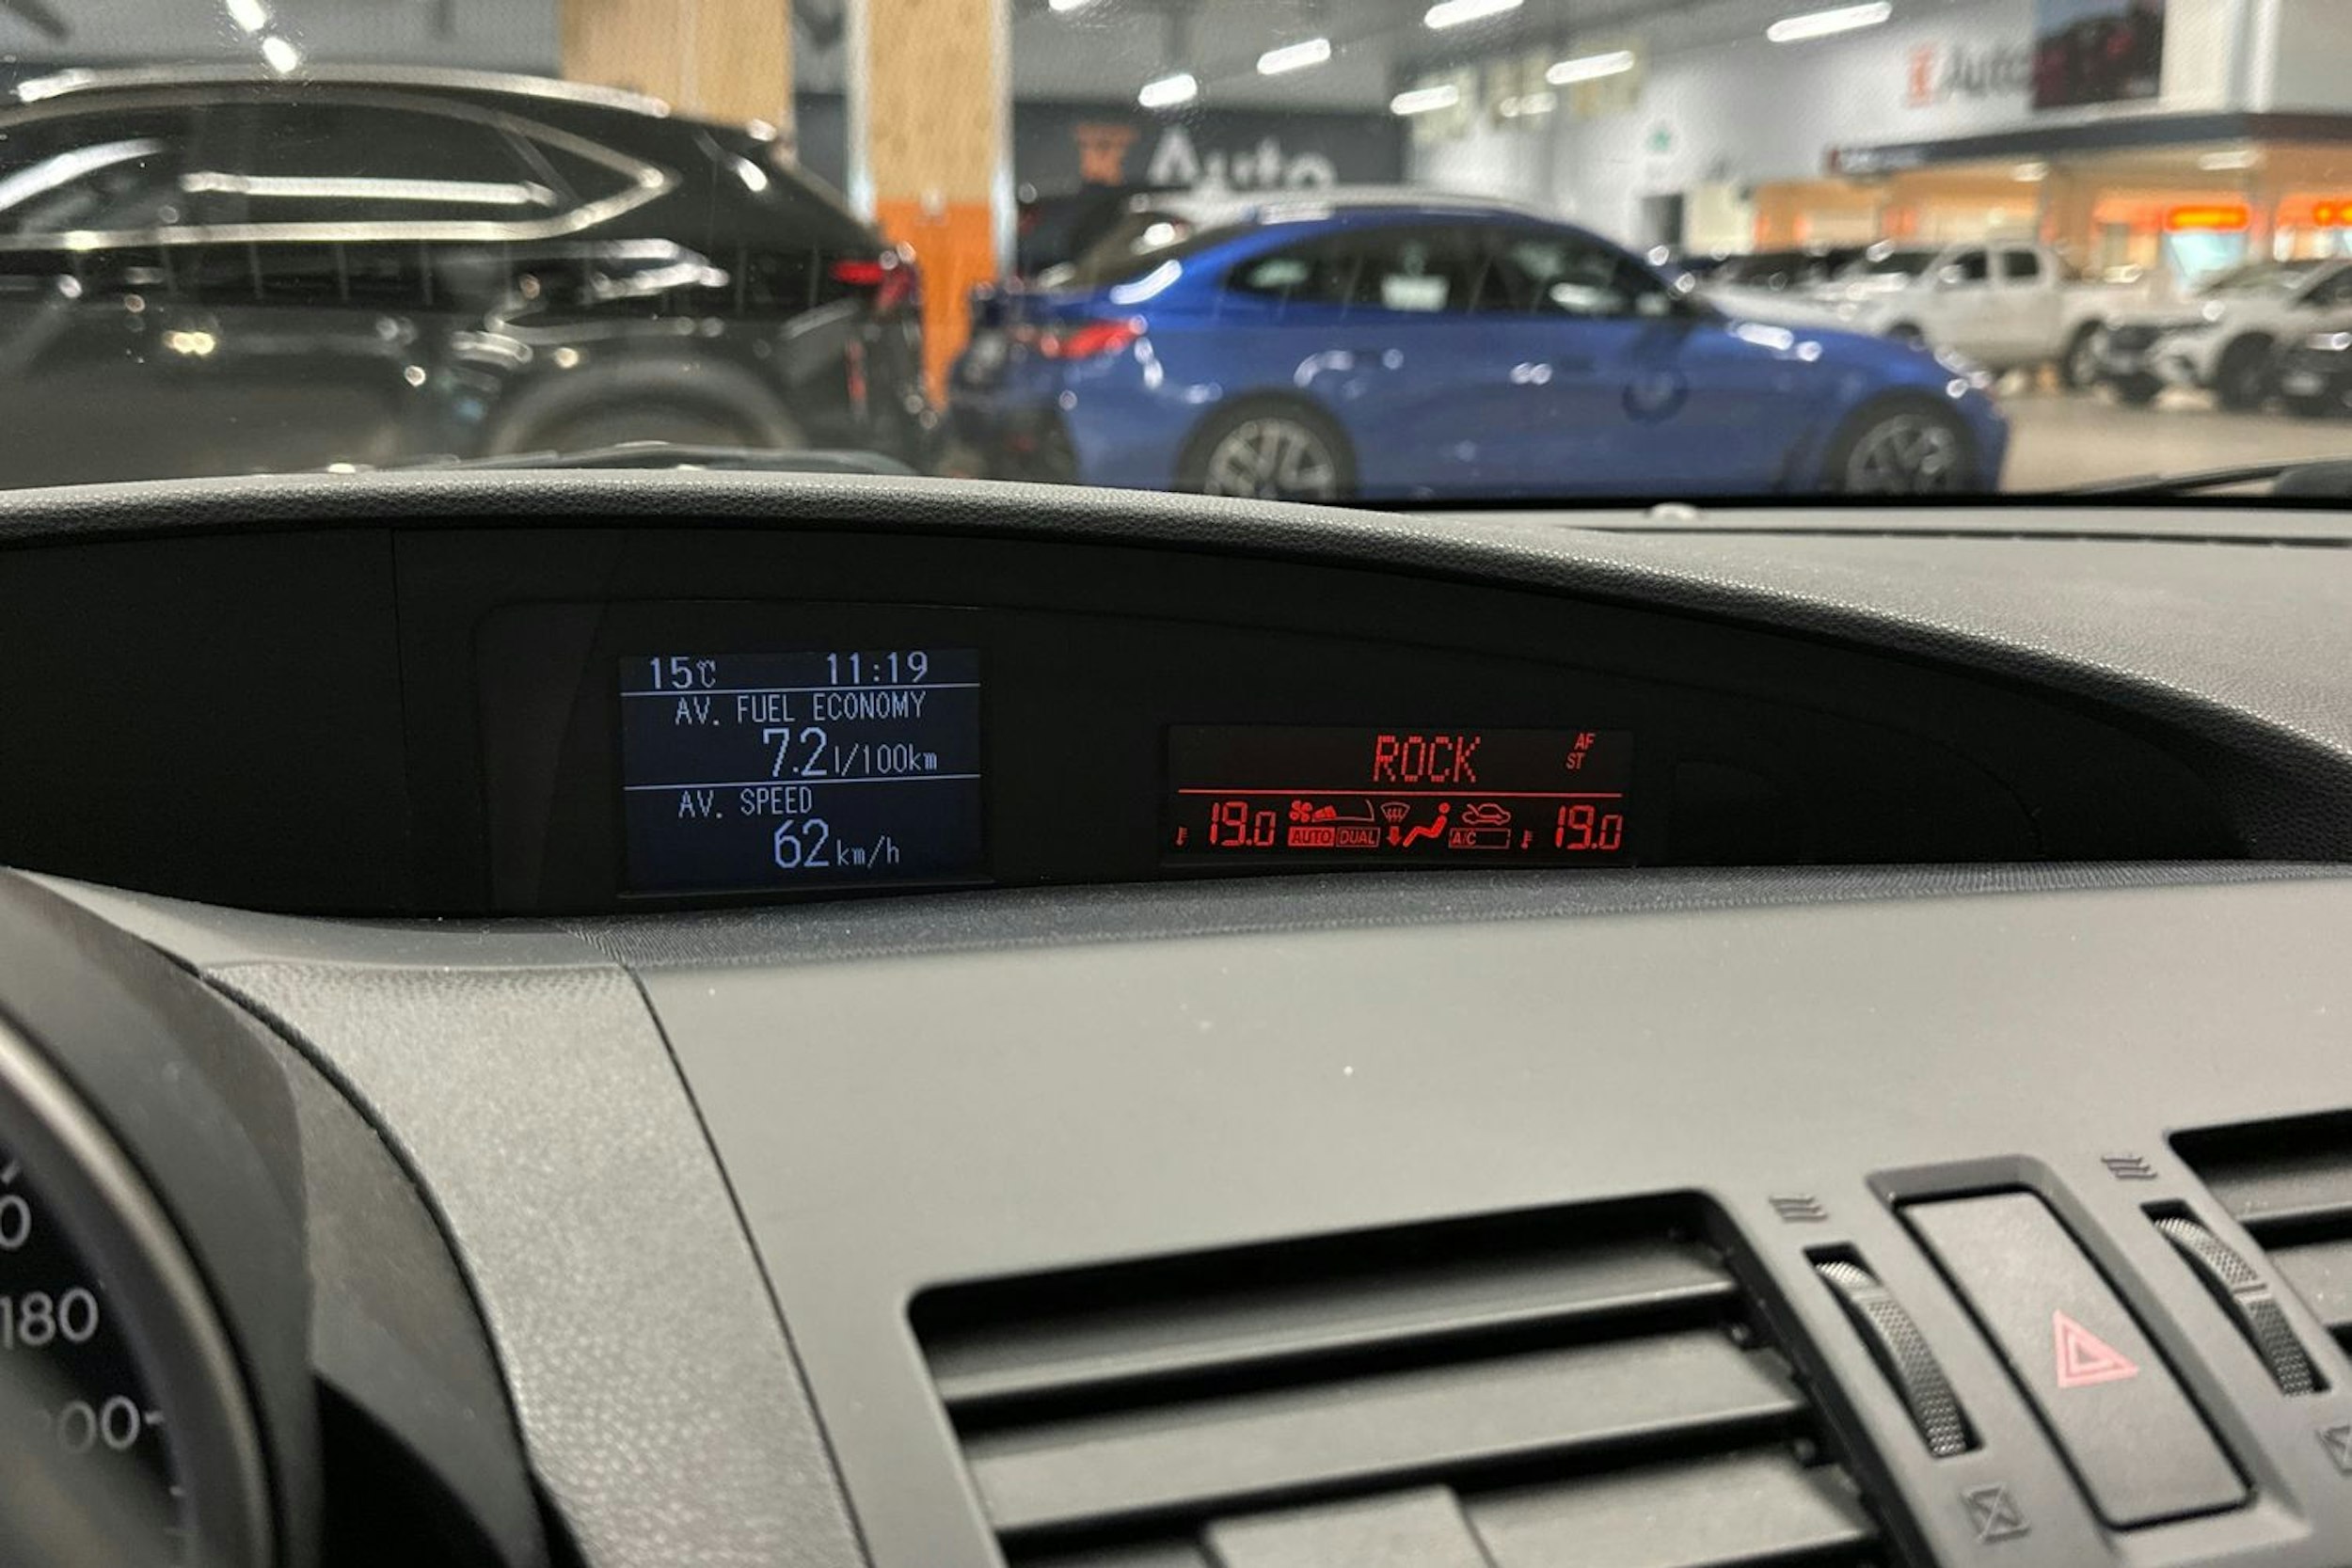 Auto
Auto
15℃ 11:19
AV. FUEL ECONOMY
7.2 l/100km
AV. SPEED
62 km/h
ROCK AF
ST
19.0 AUTO DUAL A/C 19.0
180